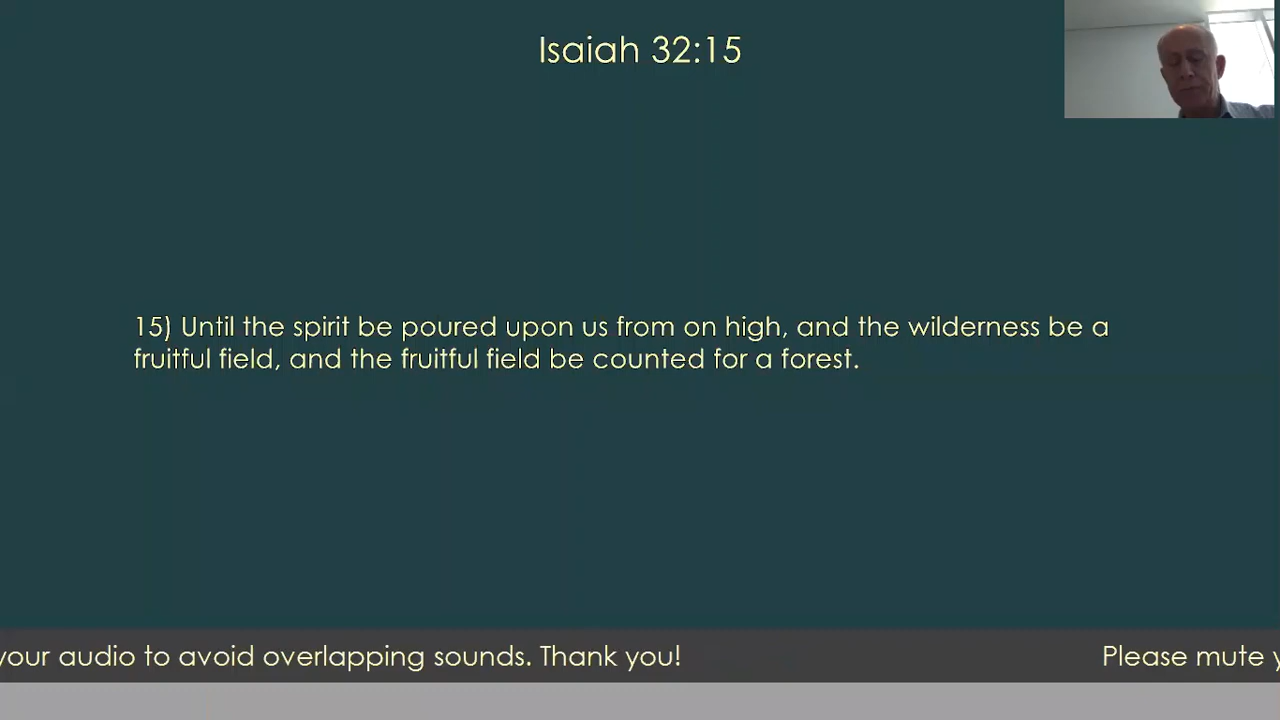 Isaiah 32:15
15) Until the spirit be poured upon us from on high, and the wilderness be a
fruitful field, and the fruitful field be counted for a forest.
your audio to avoid overlapping sounds. Thank you! Please mute y